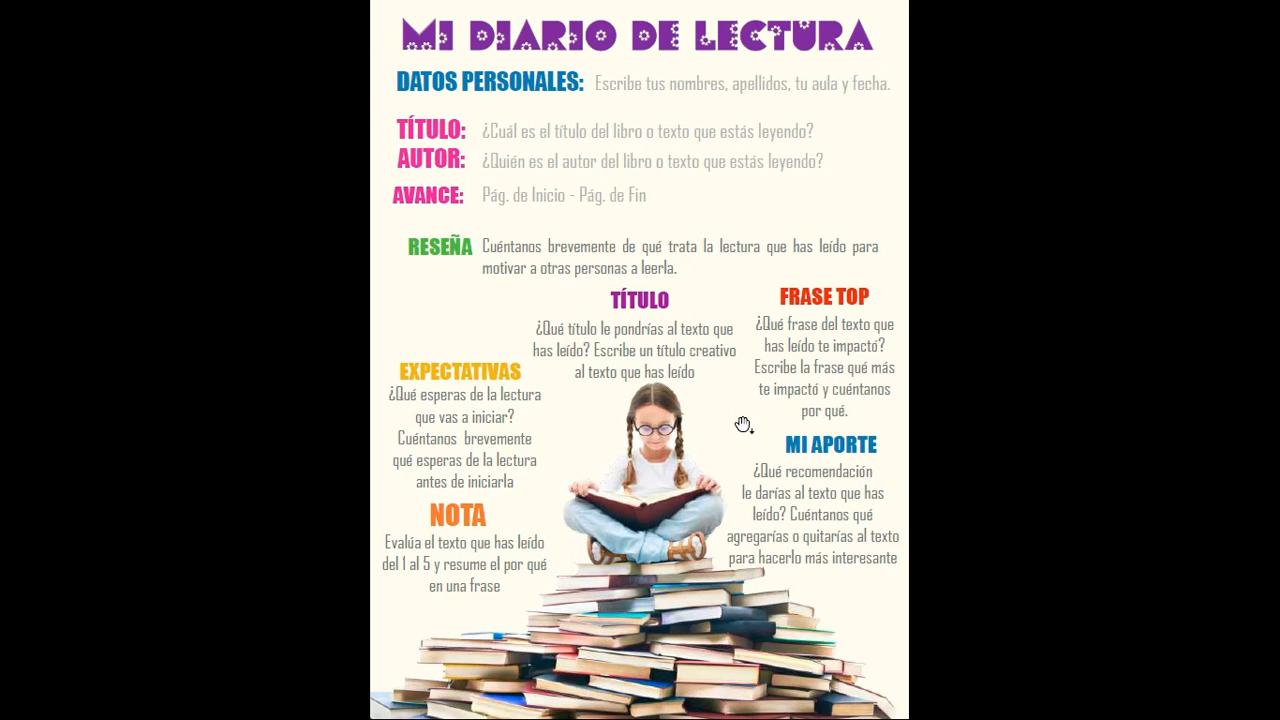 MI DIARIO DE LECTURA
DATOS PERSONALES: Escribe tus nombres, apellidos, tu aula y fecha.
TÍTULO: ¿Cuál es el título del libro o texto que estás leyendo?
AUTOR: ¿Quién es el autor del libro o texto que estás leyendo?
AVANCE: Pág. de Inicio - Pág. de Fin
RESEÑA Cuéntanos brevemente de qué trata la lectura que has leído para
motivar a otras personas a leerla.
TÍTULO
¿Qué título le pondrías al texto que
has leído? Escribe un título creativo
al texto que has leído
FRASE TOP
¿Qué frase del texto que
has leído te impactó?
Escribe la frase qué más
te impactó y cuéntanos
por qué.
EXPECTATIVAS
¿Qué esperas de la lectura
que vas a iniciar?
Cuéntanos brevemente
qué esperas de la lectura
antes de iniciarla
MI APORTE
¿Qué recomendación
le darías al texto que has
leído? Cuéntanos qué
agregarías o quitarías al texto
para hacerlo más interesante
NOTA
Evalúa el texto que has leído
del 1 al 5 y resume el por qué
en una frase